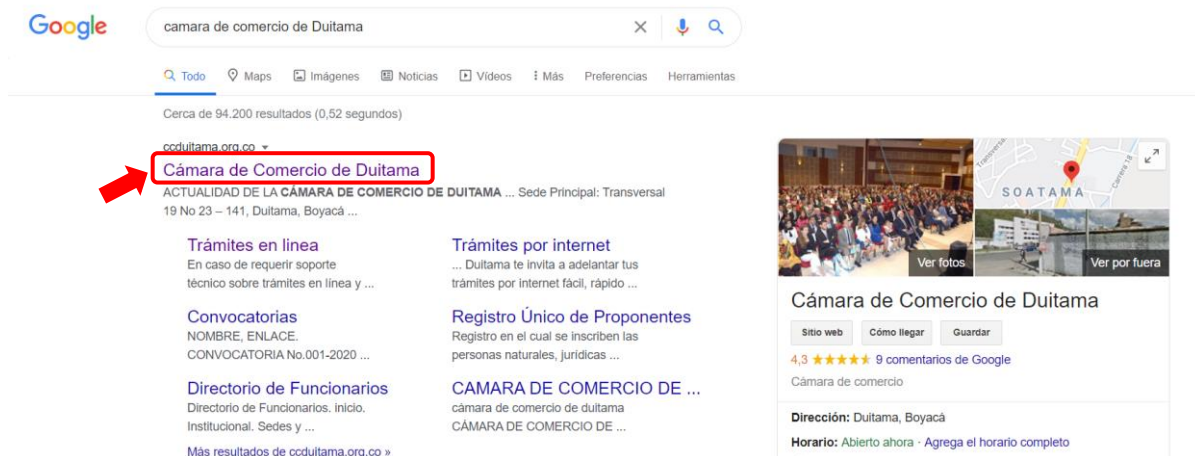 Google
camara de comercio de Duitama
Todo Maps Imágenes Noticias Vídeos Más Preferencias Herramientas
Cerca de 94.200 resultados (0,52 segundos)
ccduitama.org.co
Cámara de Comercio de Duitama
ACTUALIDAD DE LA CÁMARA DE COMERCIO DE DUITAMA ... Sede Principal: Transversal
19 No 23 – 141, Duitama, Boyacá ...
Trámites en linea
En caso de requerir soporte
técnico sobre trámites en línea y ...
Trámites por internet
... Duitama te invita a adelantar tus
trámites por internet fácil, rápido ...
Convocatorias
NOMBRE, ENLACE.
CONVOCATORIA No.001-2020 ...
Registro Único de Proponentes
Registro en el cual se inscriben las
personas naturales, jurídicas ...
Directorio de Funcionarios
Directorio de Funcionarios. inicio.
Institucional. Sedes y ...
CAMARA DE COMERCIO DE ...
cámara de comercio de duitama
CÁMARA DE COMERCIO DE ...
Más resultados de ccduitama.org.co »
Transversal
Carrera 18
SOATAMA
Ver fotos
Ver por fuera
Cámara de Comercio de Duitama
Sitio web Cómo llegar Guardar
4,3 9 comentarios de Google
Cámara de comercio
Dirección: Duitama, Boyacá
Horario: Abierto ahora · Agrega el horario completo